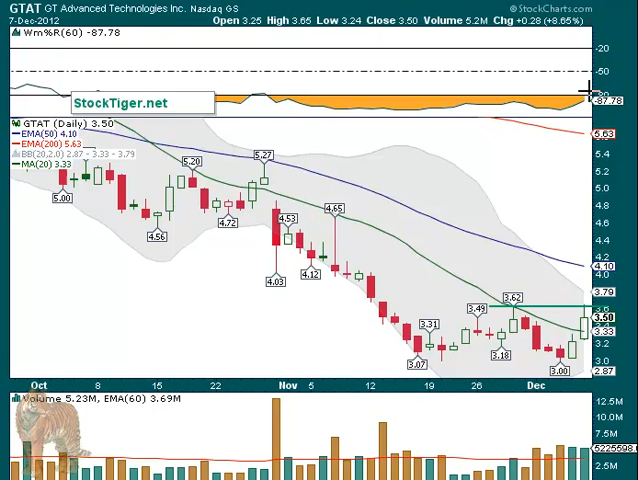 GTAT GT Advanced Technologies Inc. Nasdaq GS
© StockCharts.com
7-Dec-2012
Open 3.25 High 3.65 Low 3.24 Close 3.50 Volume 5.2M Chg +0.28 (+8.65%)
Wm%R(60) -87.78
-20
-50
-87.78
StockTiger.net
GTAT (Daily) 3.50
EMA(50) 4.10
EMA(200) 5.63
BB(20,2.0) 2.87 - 3.33 - 3.79
MA(20) 3.33
5.63
5.4
5.2
5.0
4.8
4.6
4.4
4.2
4.10
3.79
3.50
3.33
3.2
3.0
2.87
5.00
4.56
5.20
4.72
5.27
4.03
4.53
4.12
4.65
3.07
3.31
3.49
3.18
3.62
3.00
Oct 8 15 22 Nov 5 12 19 26 Dec
Volume 5.23M, EMA(60) 3.69M
12.5M
10.0M
7.5M
5225598
2.5M